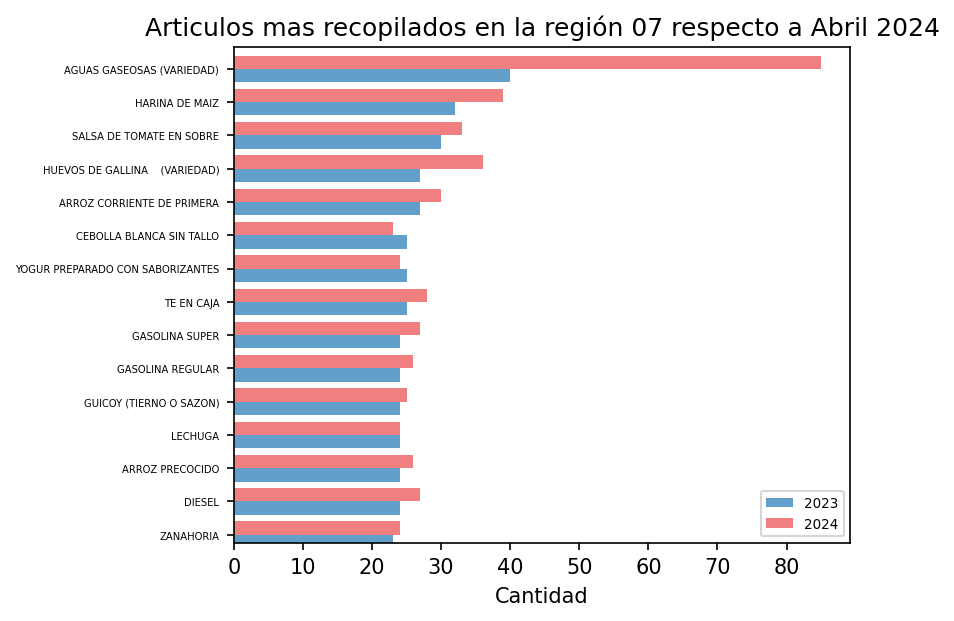 Articulos mas recopilados en la región 07 respecto a Abril 2024
AGUAS GASEOSAS (VARIEDAD)
HARINA DE MAIZ
SALSA DE TOMATE EN SOBRE
HUEVOS DE GALLINA    (VARIEDAD)
ARROZ CORRIENTE DE PRIMERA
CEBOLLA BLANCA SIN TALLO
YOGUR PREPARADO CON SABORIZANTES
TE EN CAJA
GASOLINA SUPER
GASOLINA REGULAR
GUICOY (TIERNO O SAZON)
LECHUGA
ARROZ PRECOCIDO
DIESEL
ZANAHORIA
2023
2024
0 10 20 30 40 50 60 70 80
Cantidad